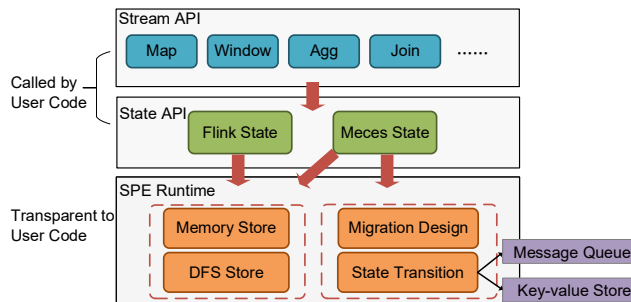 Stream API
Map Window Agg Join ......
Called by
User Code
State API
Flink State Meces State
SPE Runtime
Transparent to
User Code
Memory Store Migration Design
DFS Store State Transition
Message Queue
Key-value Store